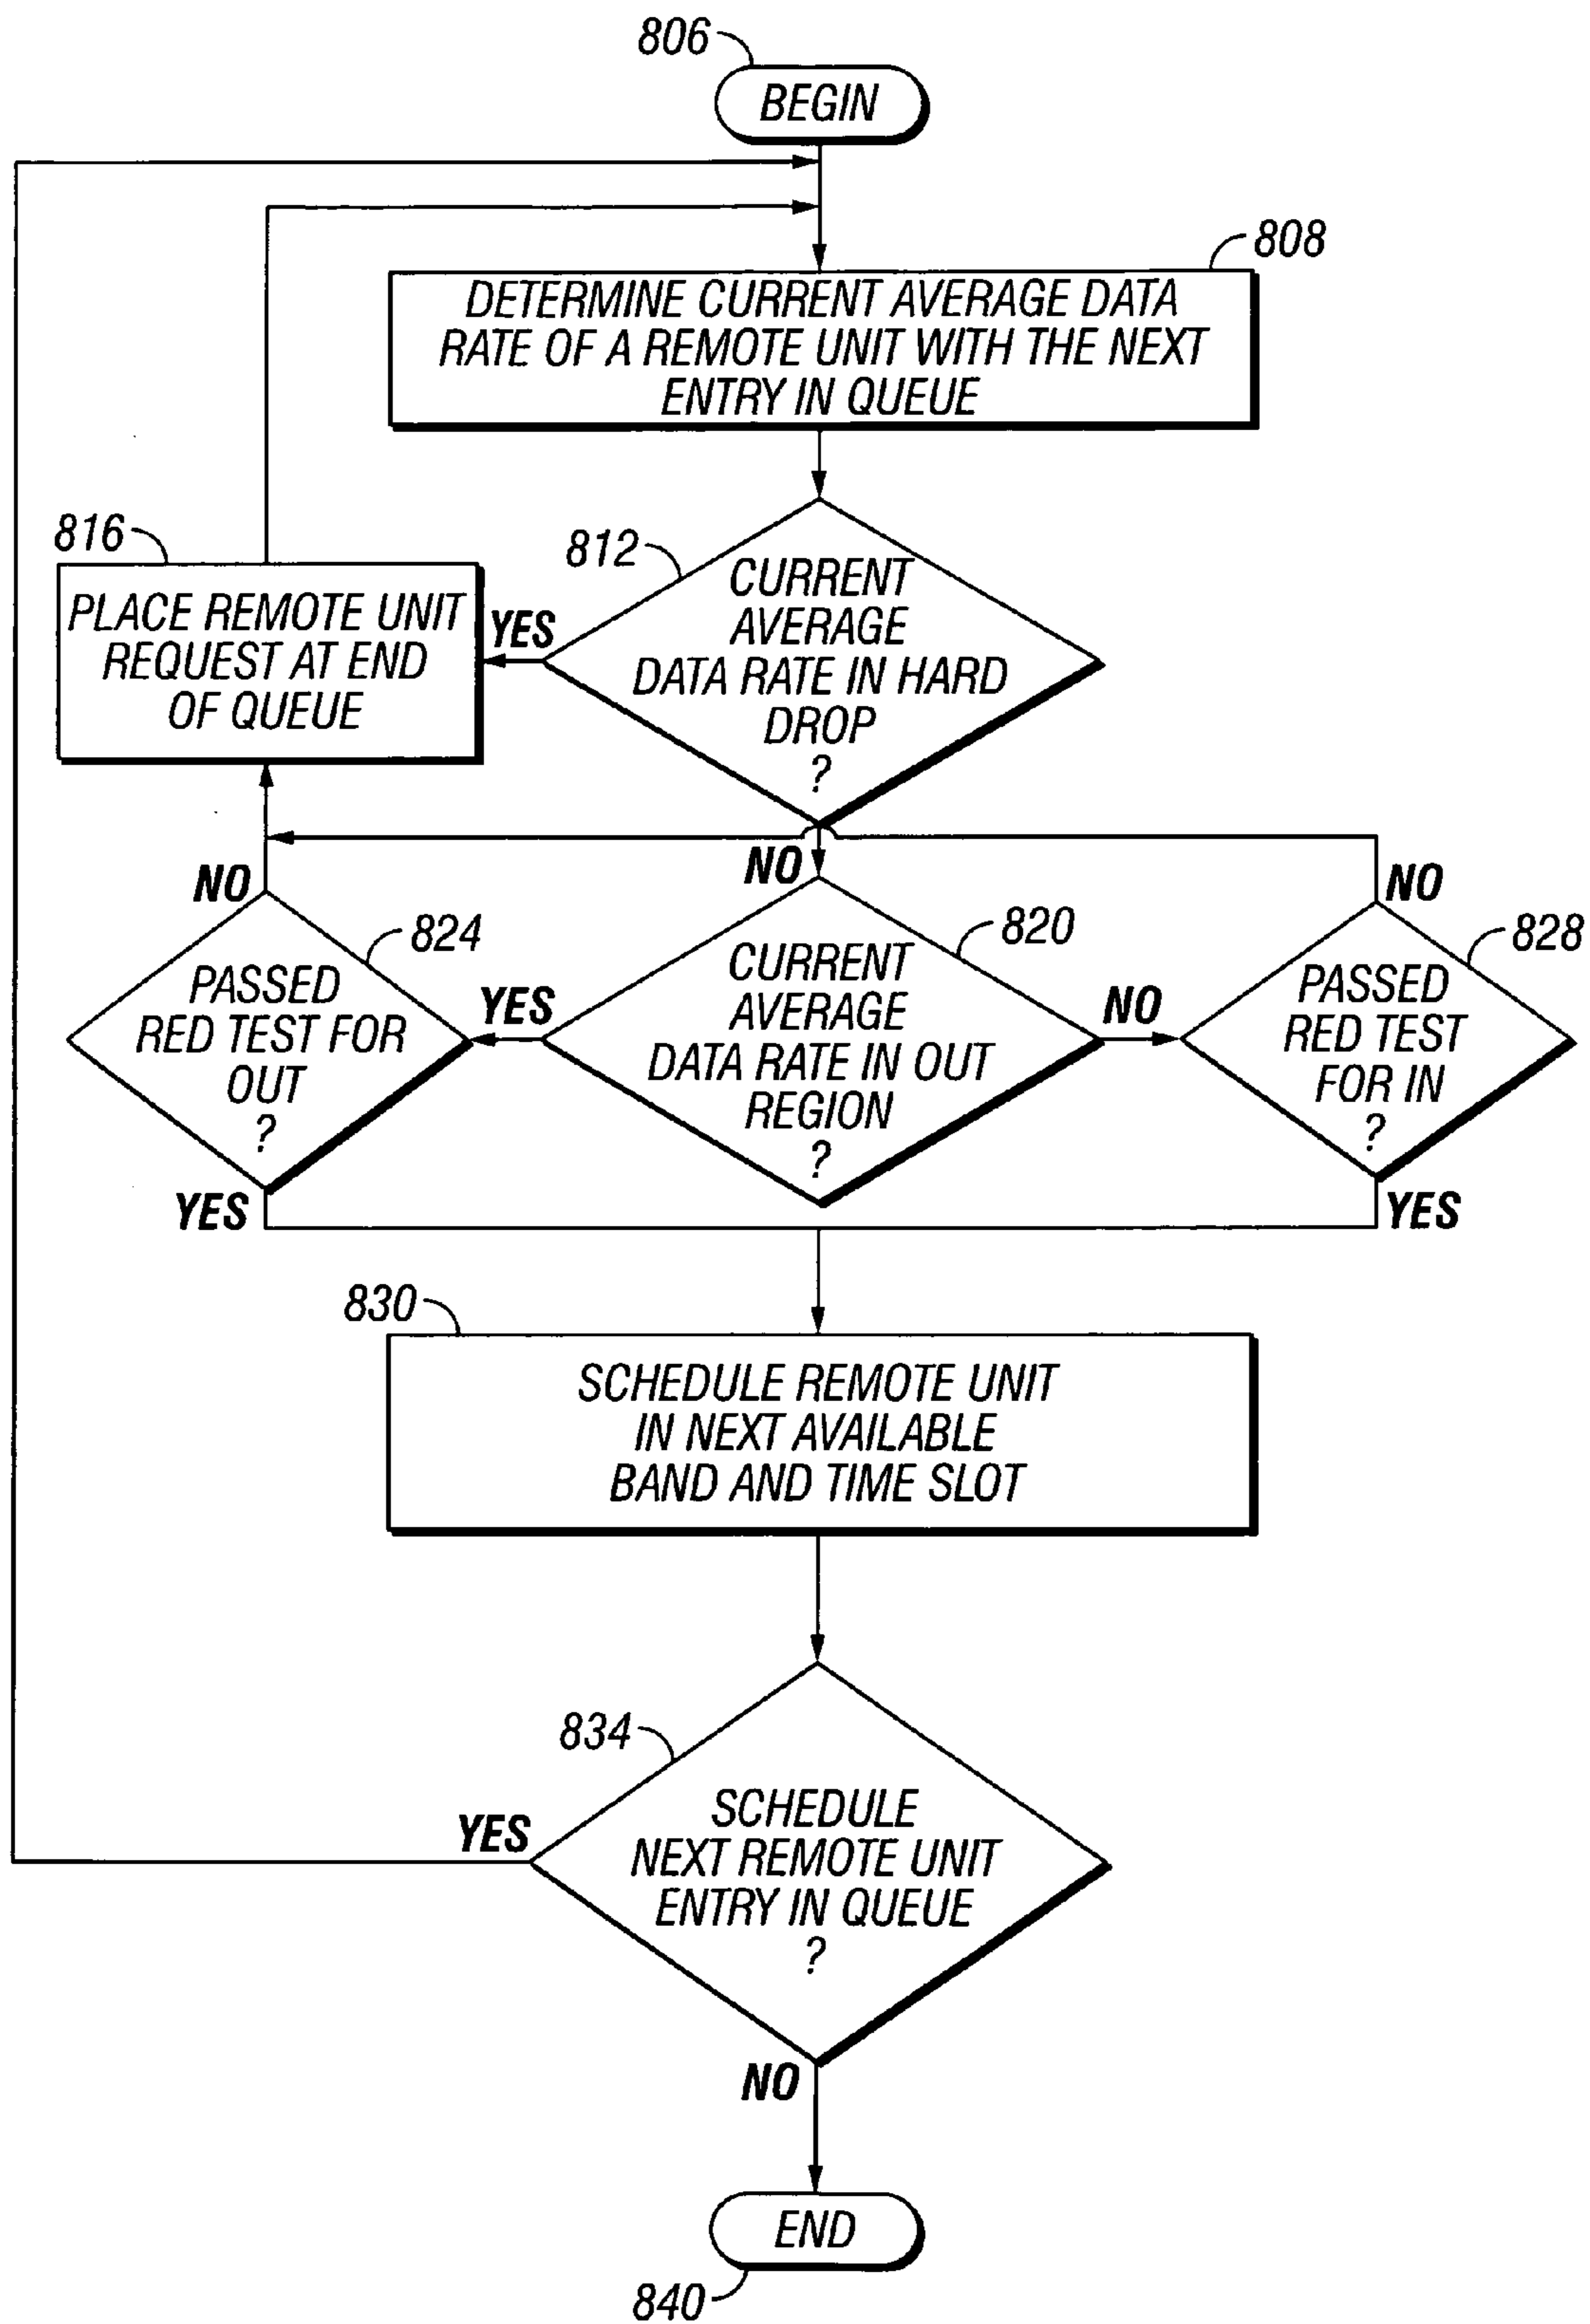 806
BEGIN
808
DETERMINE CURRENT AVERAGE DATA
RATE OF A REMOTE UNIT WITH THE NEXT
ENTRY IN QUEUE
816
PLACE REMOTE UNIT
REQUEST AT END
OF QUEUE
YES
812
CURRENT
AVERAGE
DATA RATE IN HARD
DROP
?
NO
NO
824
PASSED
RED TEST FOR
OUT
?
YES
YES
820
CURRENT
AVERAGE
DATA RATE IN OUT
REGION
?
NO
NO
828
PASSED
RED TEST
FOR IN
?
YES
830
SCHEDULE REMOTE UNIT
IN NEXT AVAILABLE
BAND AND TIME SLOT
834
YES
SCHEDULE
NEXT REMOTE UNIT
ENTRY IN QUEUE
?
NO
END
840